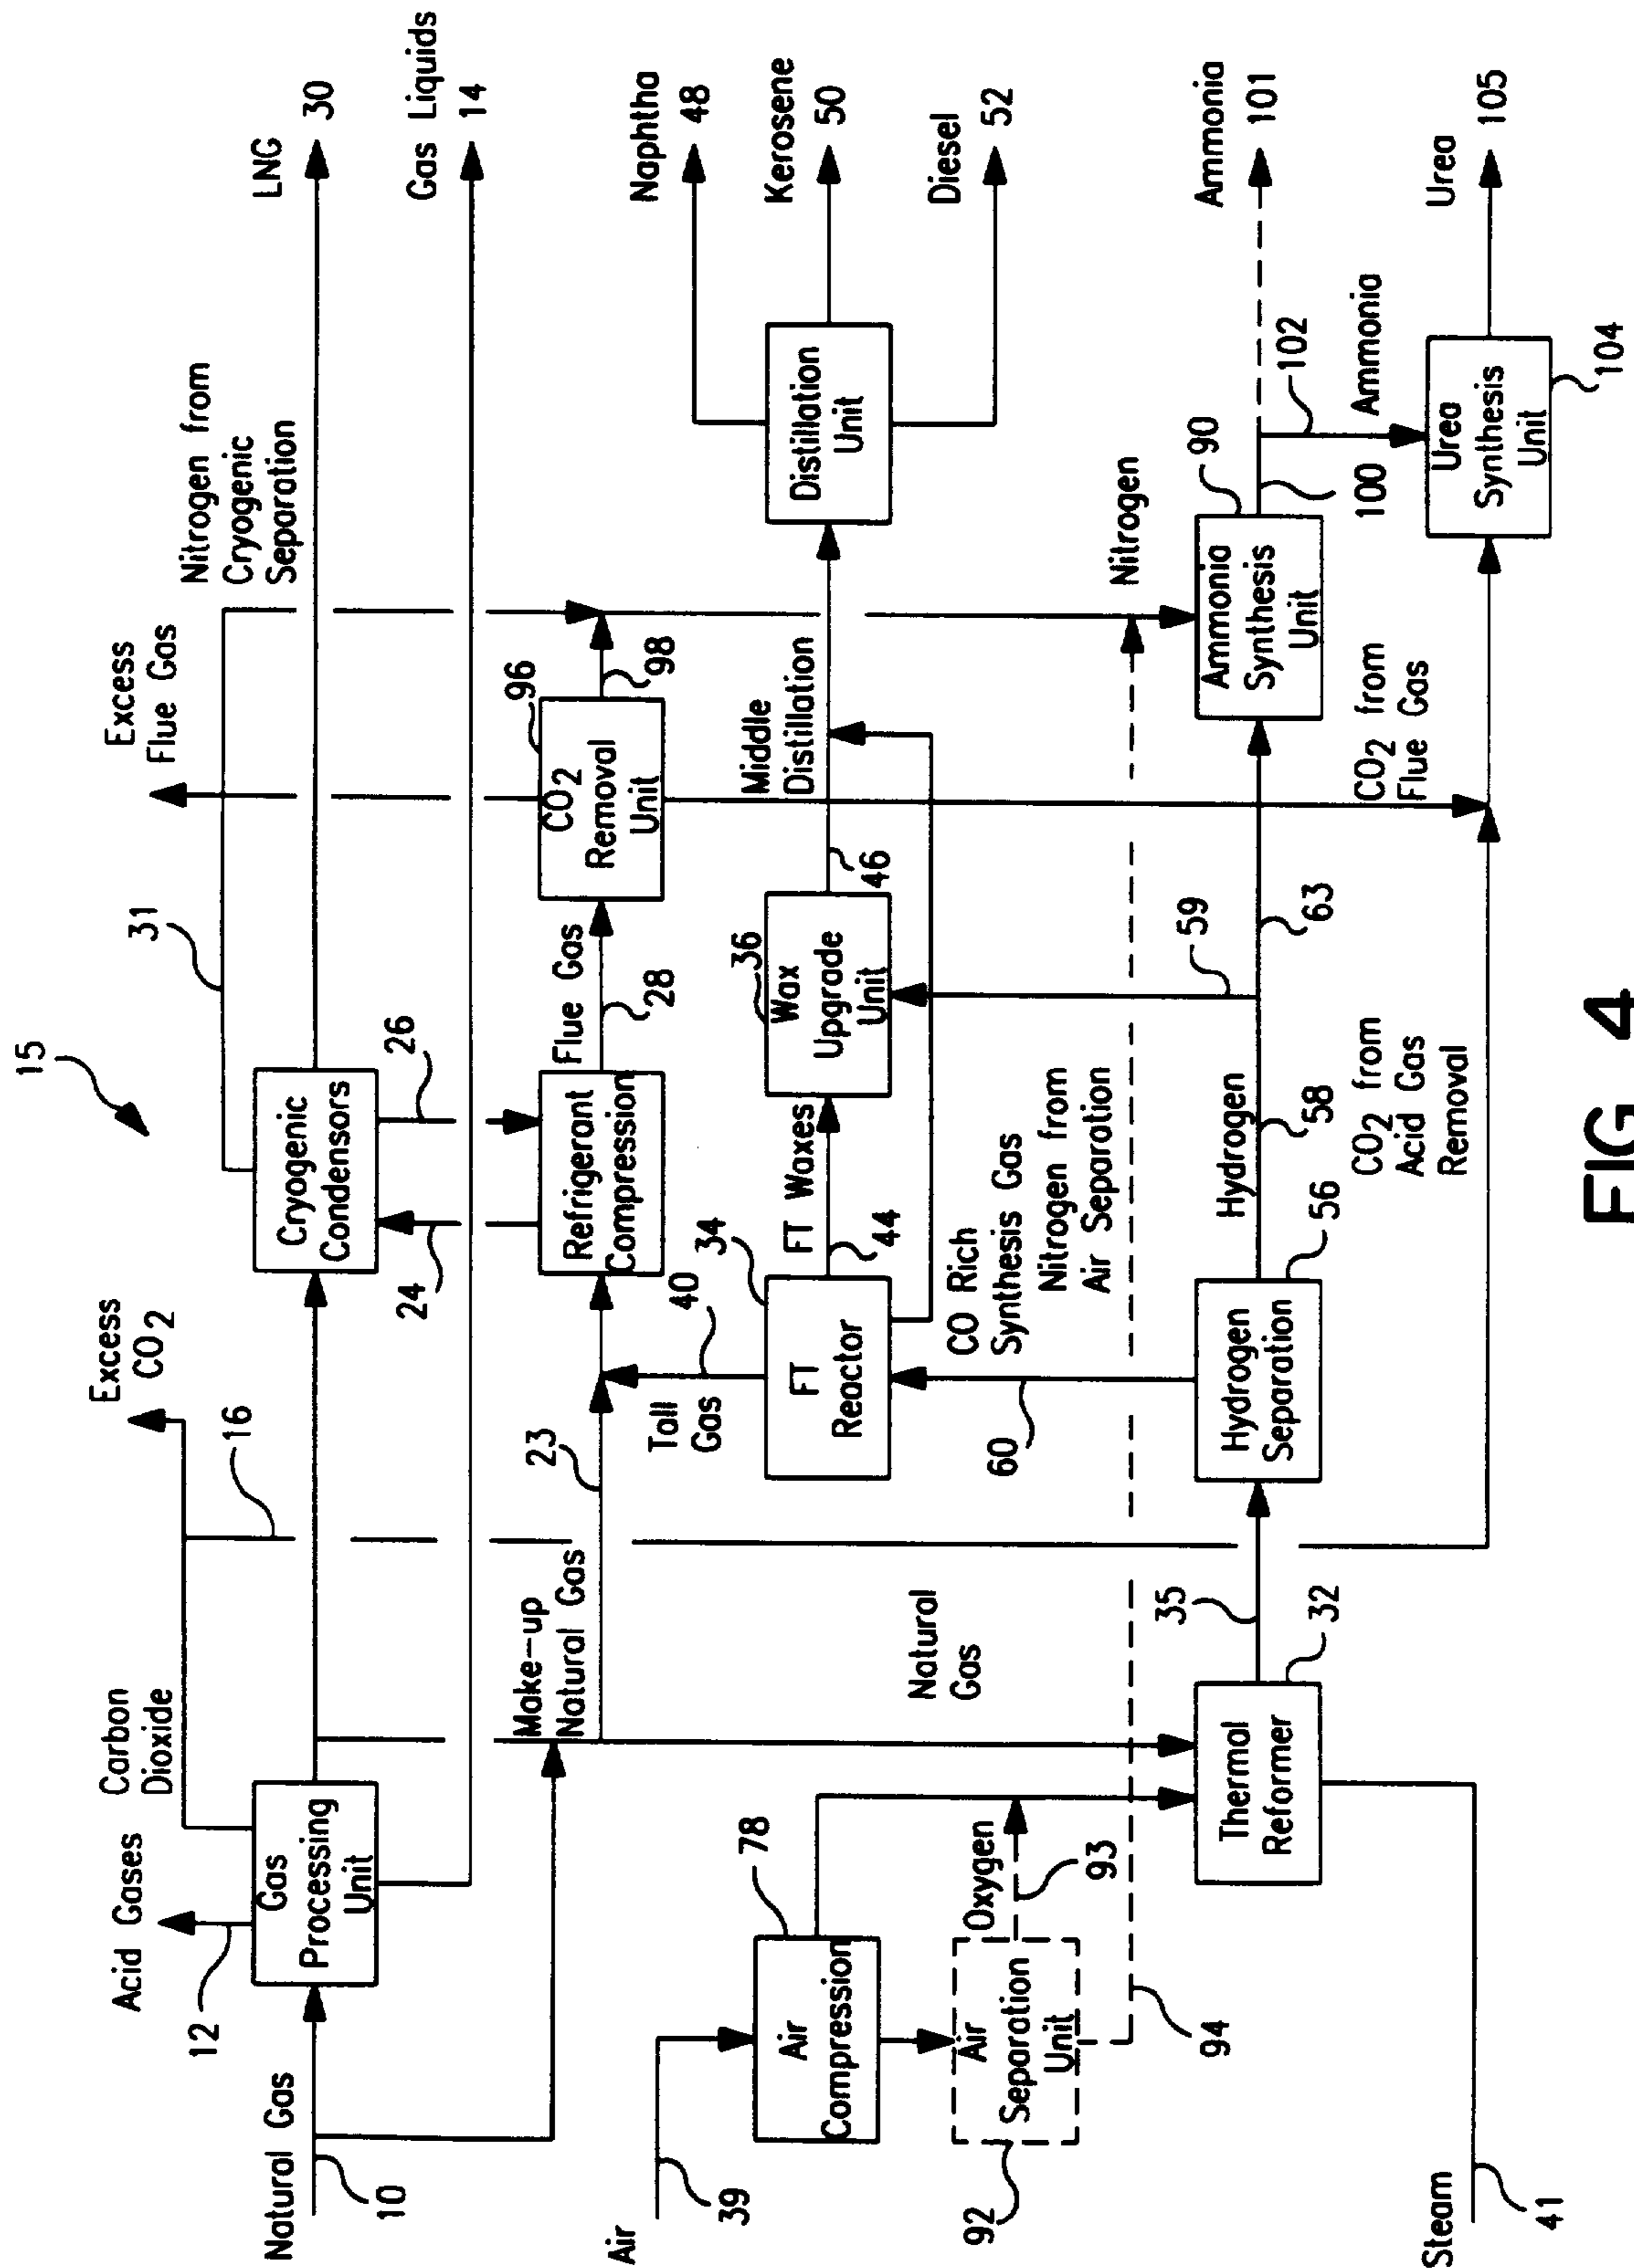 15
Natural Gas
10
Acid Gases
12
Gas
Processing
Unit
Carbon
Dioxide
16
Excess
CO2
Cryogenic
Condensors
31
Excess
Flue Gas
Nitrogen from
Cryogenic
Separation
LNG
30
Gas Liquids
14
24
26
Make-up
Natural Gas
23
Refrigerant
Compression
Flue Gas
28
CO2
Removal
Unit
96
98
Tall
Gas
40
FT
Reactor
34
FT Waxes
44
Wax
Upgrade
Unit
36
46
Middle
Distillation
Distillation
Unit
Naphtha
48
Kerosene
50
Diesel
52
Air
39
Air
Compression
78
Air
Separation
Unit
92
Oxygen
93
94
Natural
Gas
CO Rich
Synthesis Gas
60
Nitrogen from
Air Separation
Nitrogen
Steam
41
Thermal
Reformer
32
35
Hydrogen
Separation
56
Hydrogen
58
59
63
Ammonia
Synthesis
Unit
90
100
102
Ammonia
101
Ammonia
CO2 from
Acid Gas
Removal
CO2 from
Flue Gas
Urea
Synthesis
Unit
104
Urea
105
FIG 4